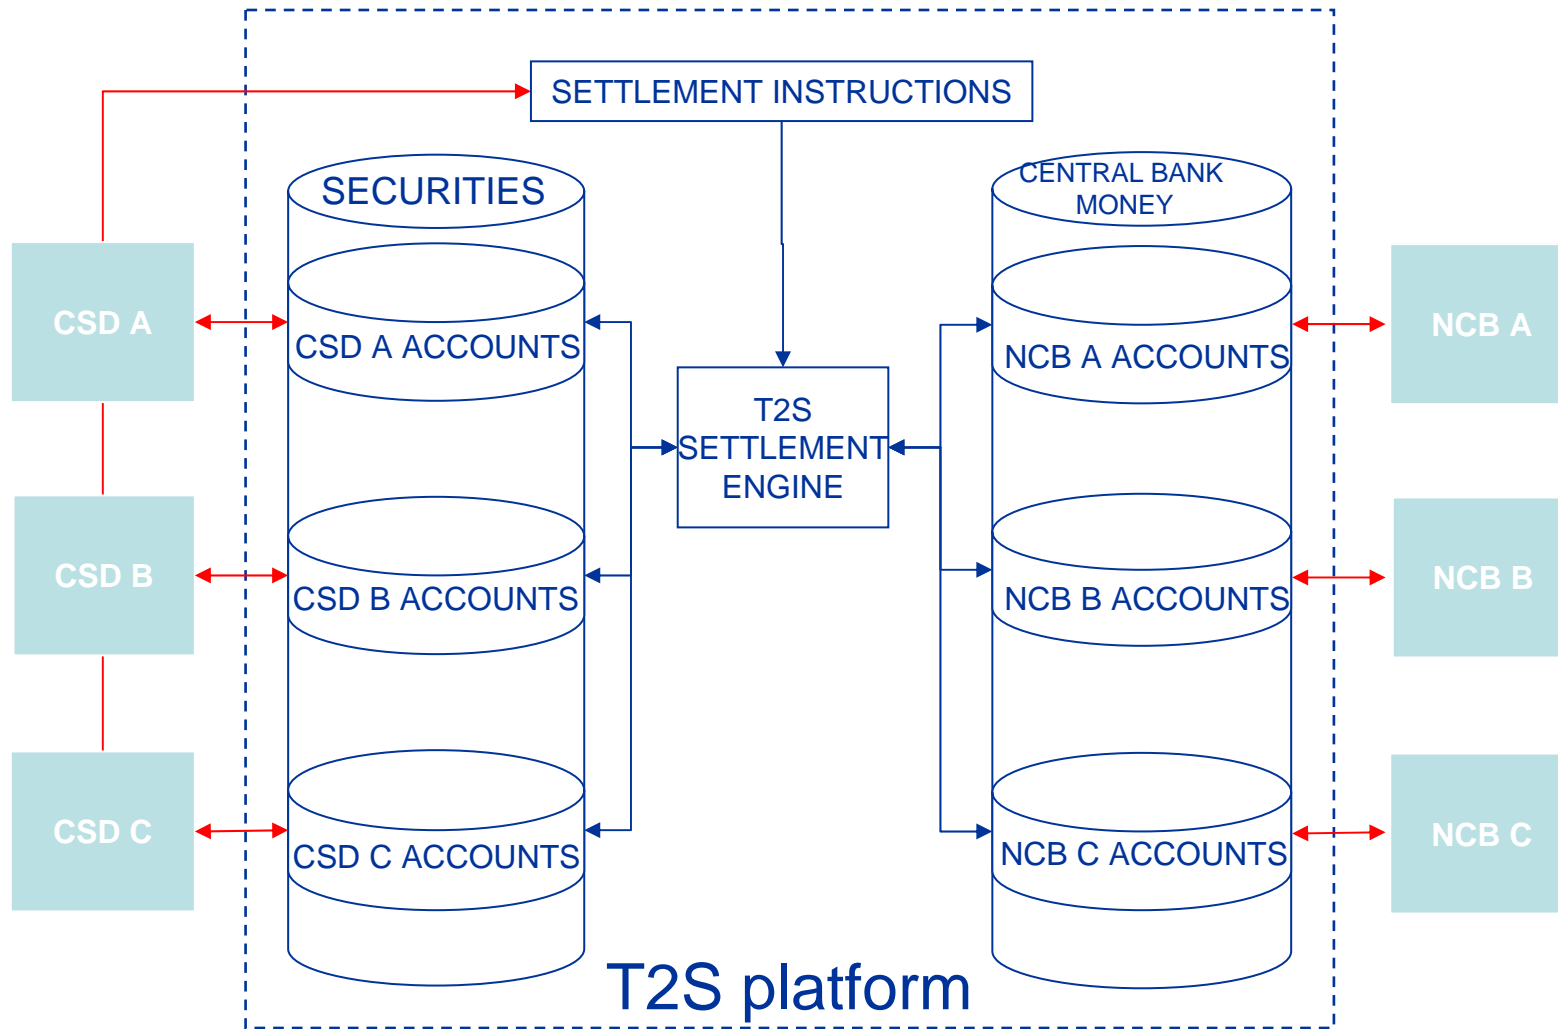 SETTLEMENT INSTRUCTIONS
SECURITIES
CENTRAL BANK
MONEY
CSD A
CSD A ACCOUNTS
NCB A ACCOUNTS
NCB A
T2S
SETTLEMENT
ENGINE
CSD B
CSD B ACCOUNTS
NCB B ACCOUNTS
NCB B
CSD C
CSD C ACCOUNTS
NCB C ACCOUNTS
NCB C
T2S platform